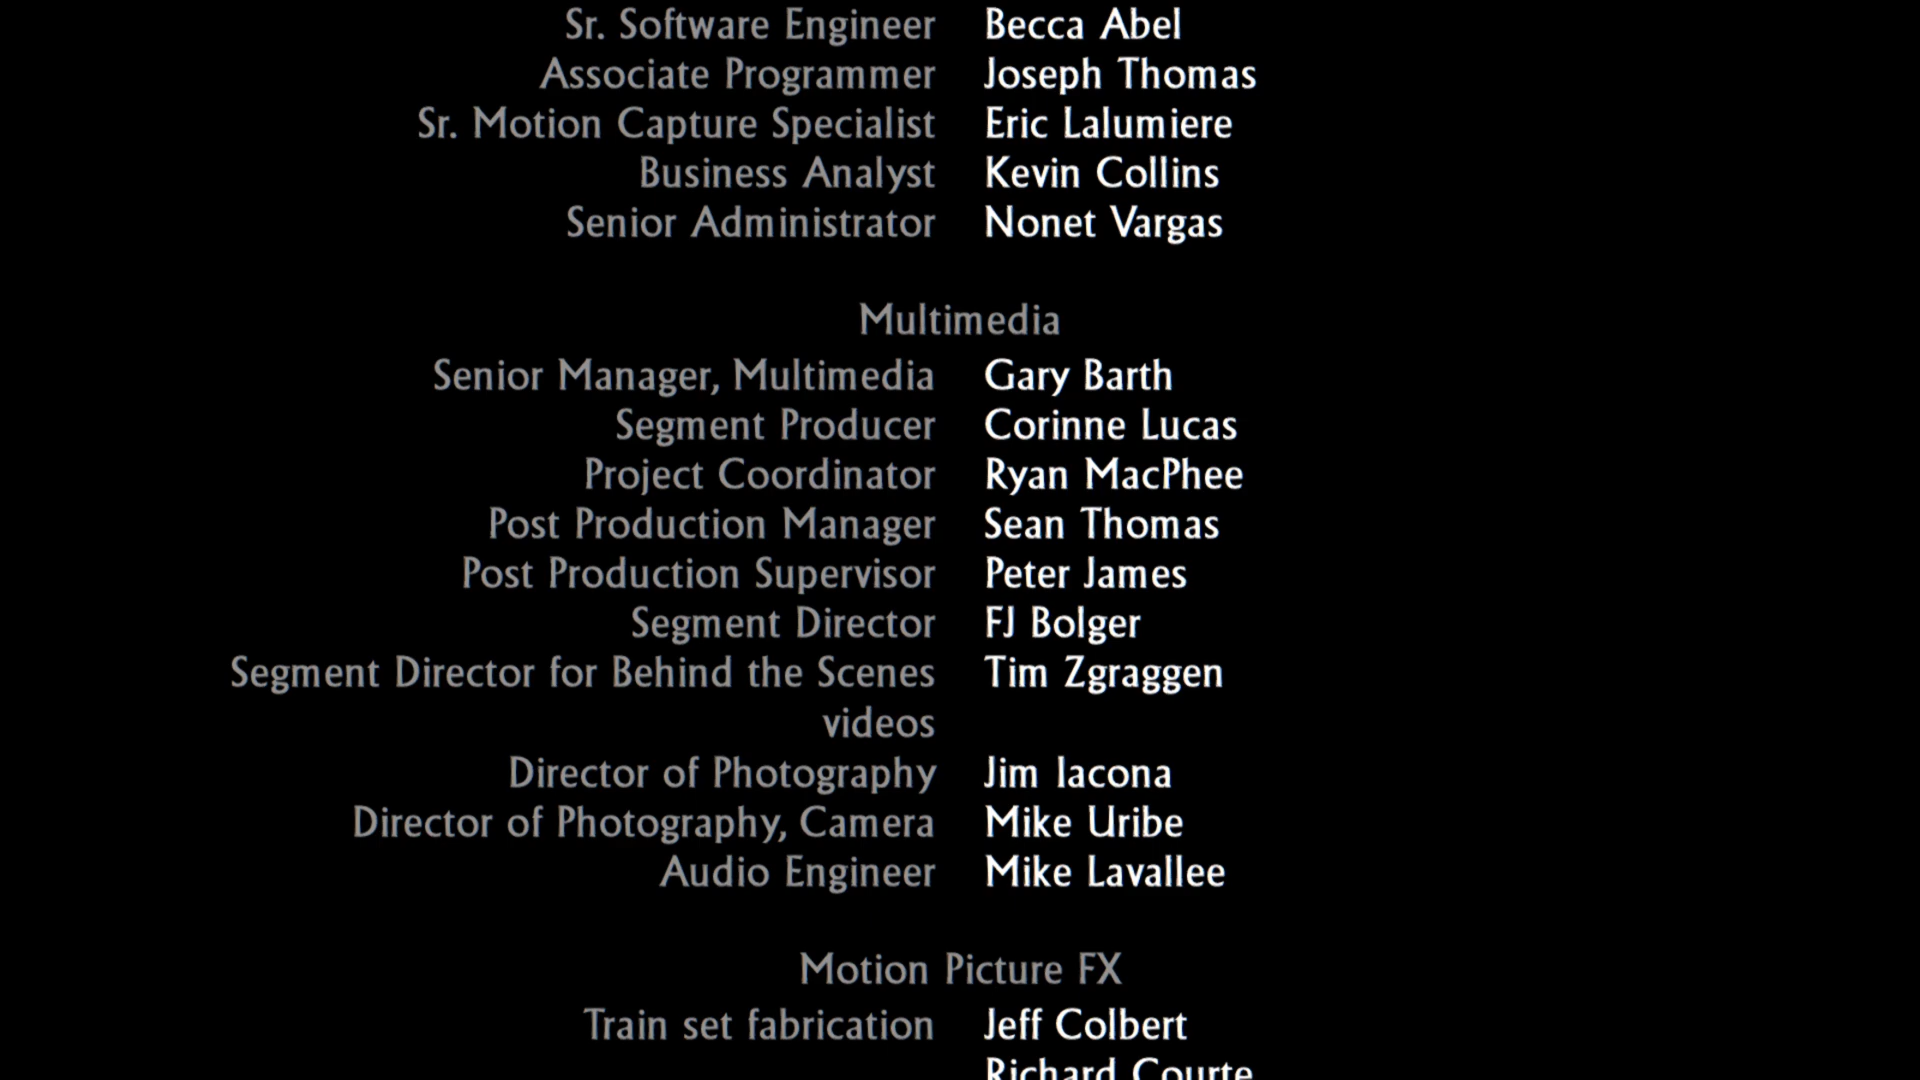 Sr. Software Engineer Becca Abel
Associate Programmer Joseph Thomas
Sr. Motion Capture Specialist Eric Lalumiere
Business Analyst Kevin Collins
Senior Administrator Nonet Vargas
Multimedia
Senior Manager, Multimedia Gary Barth
Segment Producer Corinne Lucas
Project Coordinator Ryan MacPhee
Post Production Manager Sean Thomas
Post Production Supervisor Peter James
Segment Director FJ Bolger
Segment Director for Behind the Scenes Tim Zgraggen
videos
Director of Photography Jim Iacona
Director of Photography, Camera Mike Uribe
Audio Engineer Mike Lavallee
Motion Picture FX
Train set fabrication Jeff Colbert
Richard Courte